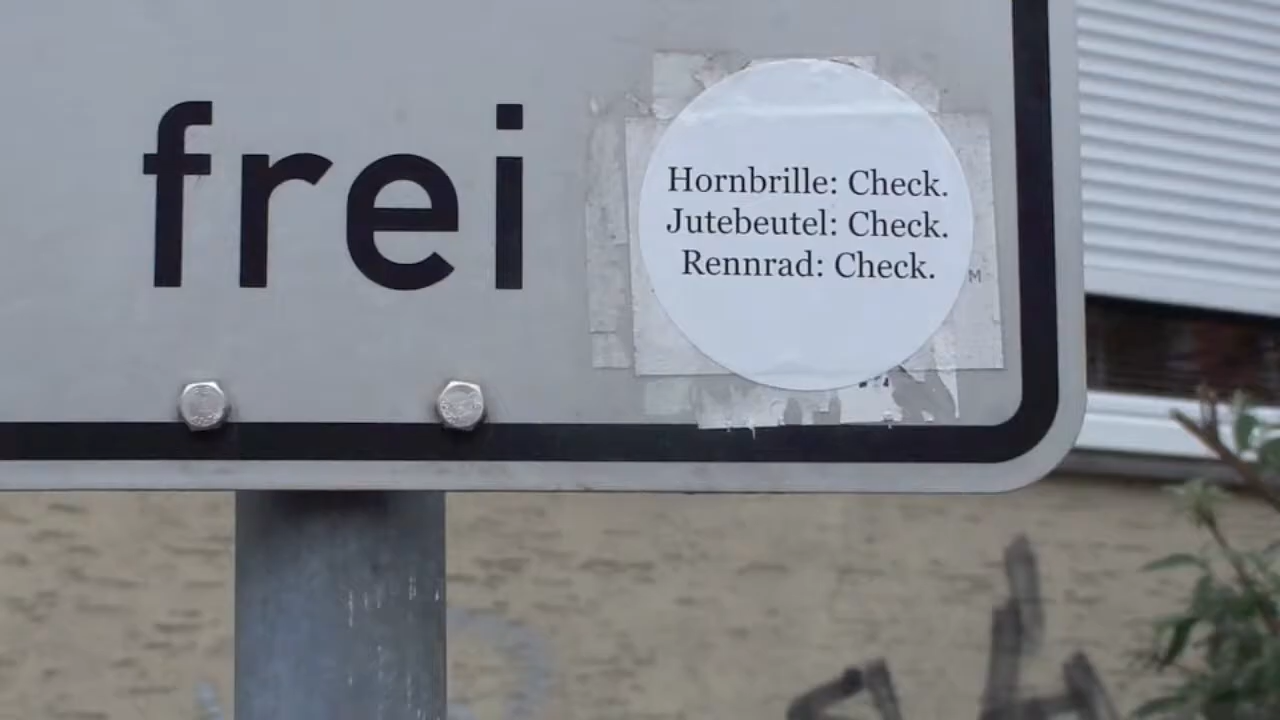 frei
Hornbrille: Check.
Jutebeutel: Check.
Rennrad: Check.
M